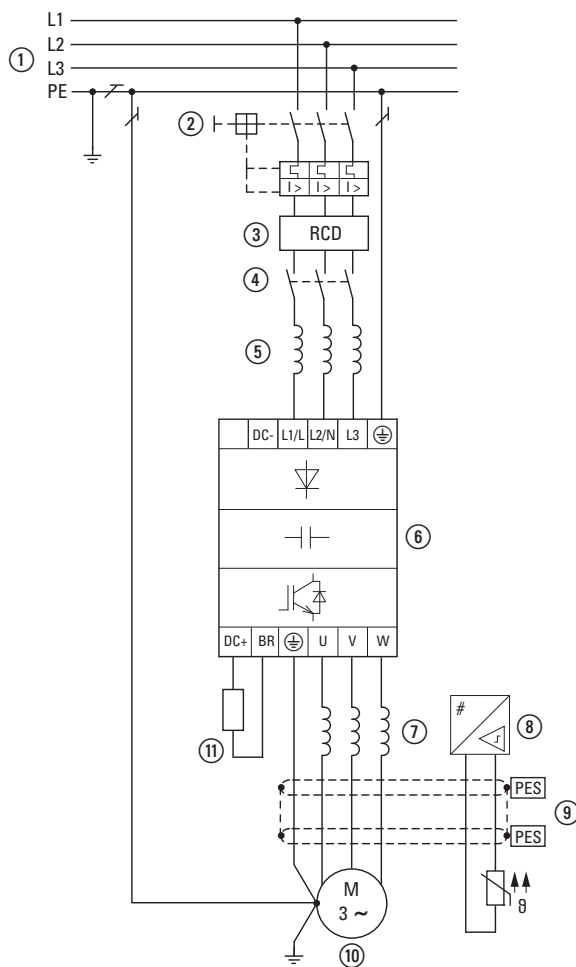 L1
L2
① L3
PE
②
I> I> I>
③ RCD
④
⑤
DC- L1/L L2/N L3
⑥
DC+ BR U V W
⑦ # ⑧
⑪
PES
⑨
PES
M
3 ~ ϑ
⑩